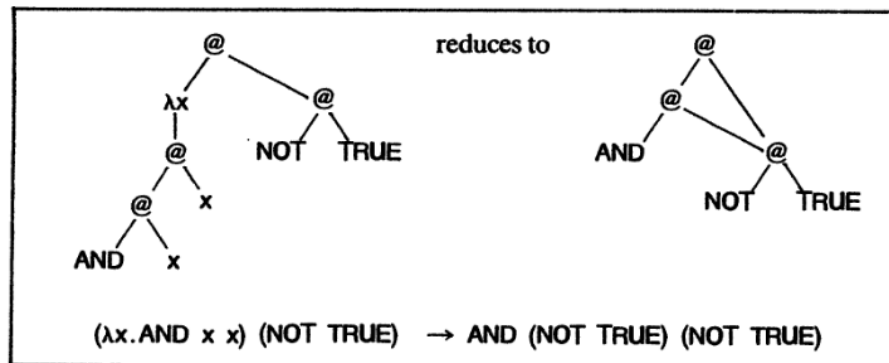 @ reduces to @
λx @ @
@ NOT TRUE AND @
@ x NOT TRUE
AND x
(λx.AND x x) (NOT TRUE) → AND (NOT TRUE) (NOT TRUE)